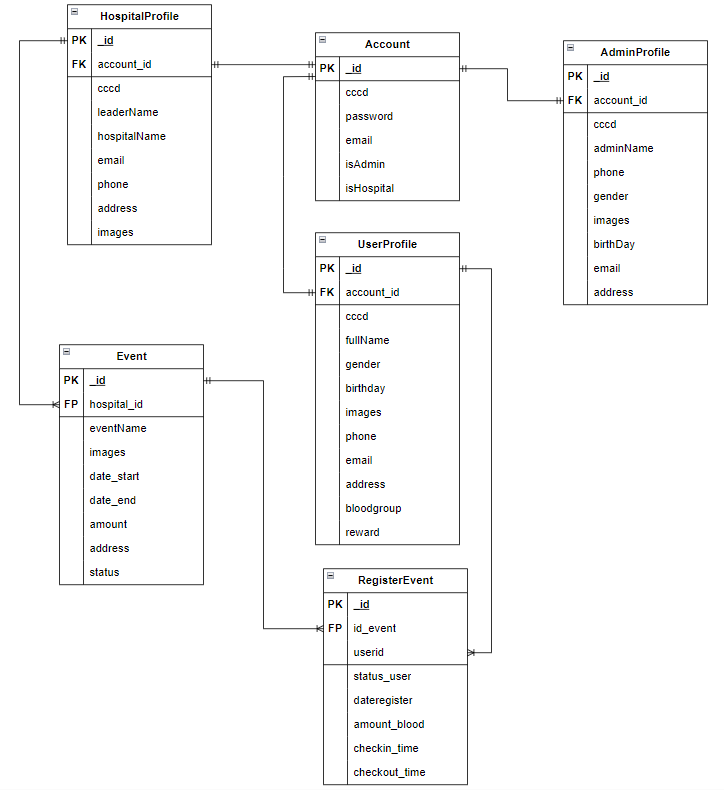 HospitalProfile
PK _id
FK account_id
cccd
leaderName
hospitalName
email
phone
address
images
Account
PK _id
cccd
password
email
isAdmin
isHospital
AdminProfile
PK _id
FK account_id
cccd
adminName
phone
gender
images
birthDay
email
address
UserProfile
PK _id
FK account_id
cccd
fullName
gender
birthday
images
phone
email
address
bloodgroup
reward
Event
PK _id
FP hospital_id
eventName
images
date_start
date_end
amount
address
status
RegisterEvent
PK _id
FP id_event
userid
status_user
dateregister
amount_blood
checkin_time
checkout_time